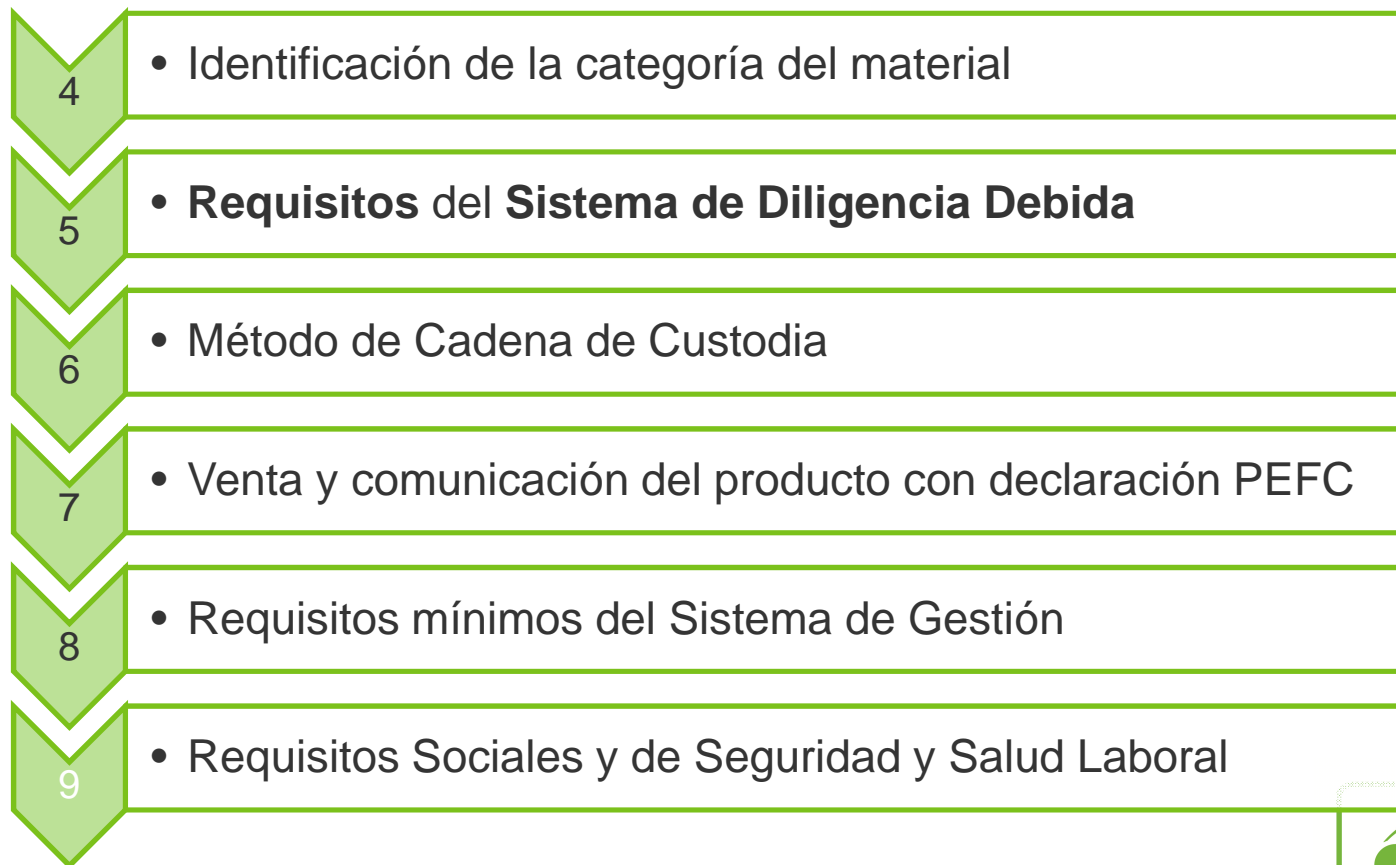 4
• Identificación de la categoría del material
5
• Requisitos del Sistema de Diligencia Debida
6
• Método de Cadena de Custodia
7
• Venta y comunicación del producto con declaración PEFC
8
• Requisitos mínimos del Sistema de Gestión
9
• Requisitos Sociales y de Seguridad y Salud Laboral